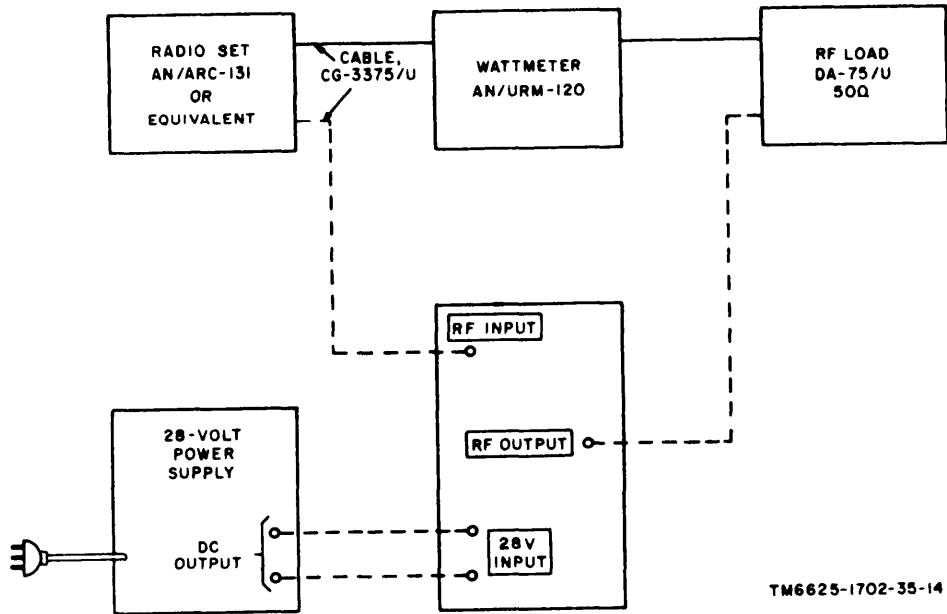 RADIO SET
AN/ARC-131
OR
EQUIVALENT
CABLE,
CG-3375/U
WATTMETER
AN/URM-120
RF LOAD
DA-75/U
50Ω
RF INPUT
RF OUTPUT
28-VOLT
POWER
SUPPLY
DC
OUTPUT
28V
INPUT
TM6625-1702-35-14